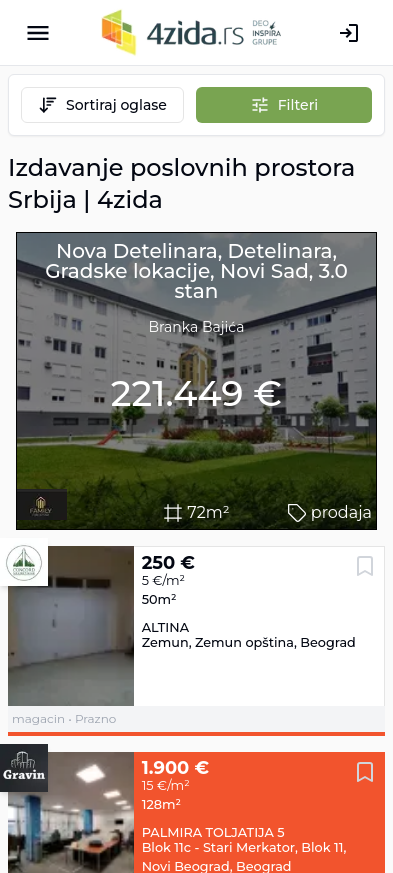 4zida.rs
DEO
INSPIRA
GRUPE
Sortiraj oglase
Filteri
Izdavanje poslovnih prostora
Srbija | 4zida
Nova Detelinara, Detelinara,
Gradske lokacije, Novi Sad, 3.0
stan
Branka Bajića
221.449 €
FAMILY
72m²
prodaja
CONCORD
250 €
5 €/m²
50m²
ALTINA
Zemun, Zemun opština, Beograd
magacin • Prazno
Gravin
1.900 €
15 €/m²
128m²
PALMIRA TOLJATIJA 5
Blok 11c - Stari Merkator, Blok 11,
Novi Beograd, Beograd